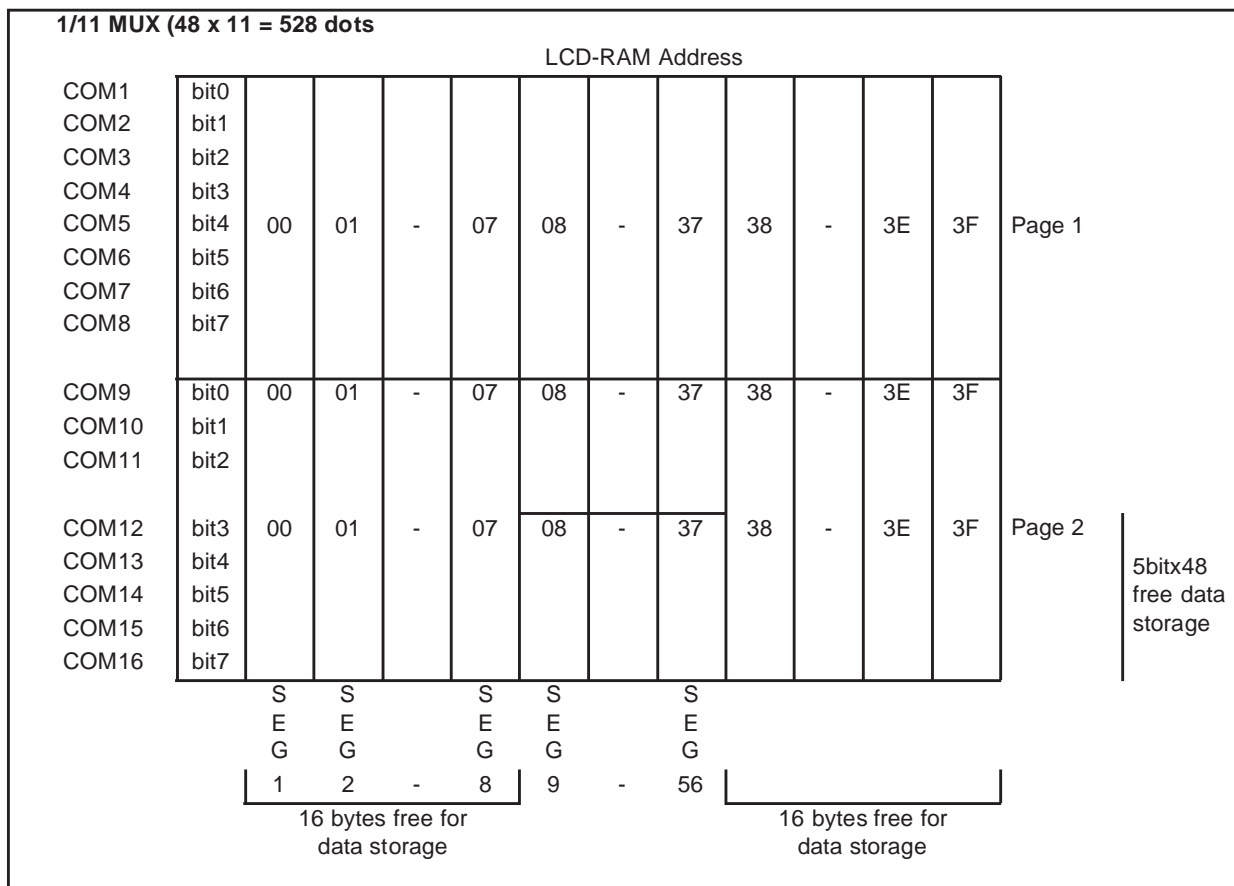 1/11 MUX (48 x 11 = 528 dots
LCD-RAM Address
COM1 bit0
COM2 bit1
COM3 bit2
COM4 bit3
COM5 bit4 00 01 - 07 08 - 37 38 - 3E 3F Page 1
COM6 bit5
COM7 bit6
COM8 bit7
COM9 bit0 00 01 - 07 08 - 37 38 - 3E 3F
COM10 bit1
COM11 bit2
COM12 bit3 00 01 - 07 08 - 37 38 - 3E 3F Page 2
COM13 bit4
COM14 bit5
COM15 bit6
COM16 bit7
5bitx48
free data
storage
S S S S S
E E E E E
G G G G G
1 2 - 8 9 - 56
16 bytes free for
data storage
16 bytes free for
data storage